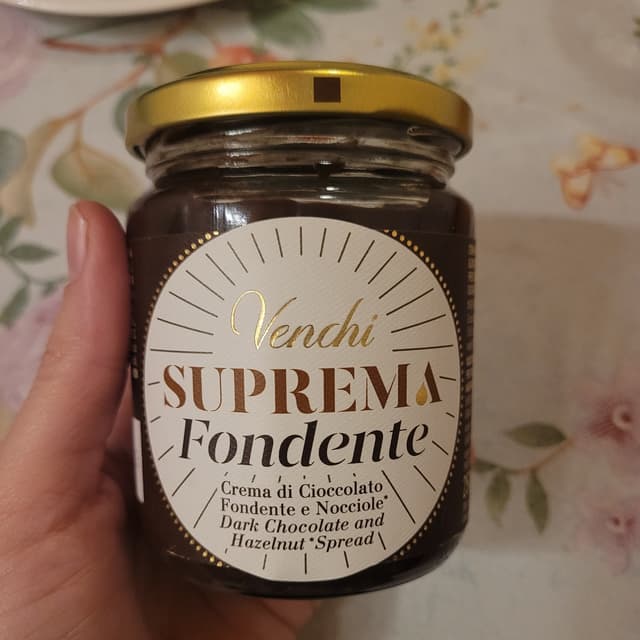 Venchi
SUPREMA
Fondente
Crema di Cioccolato
Fondente e Nocciole*
Dark Chocolate and
Hazelnut *Spread